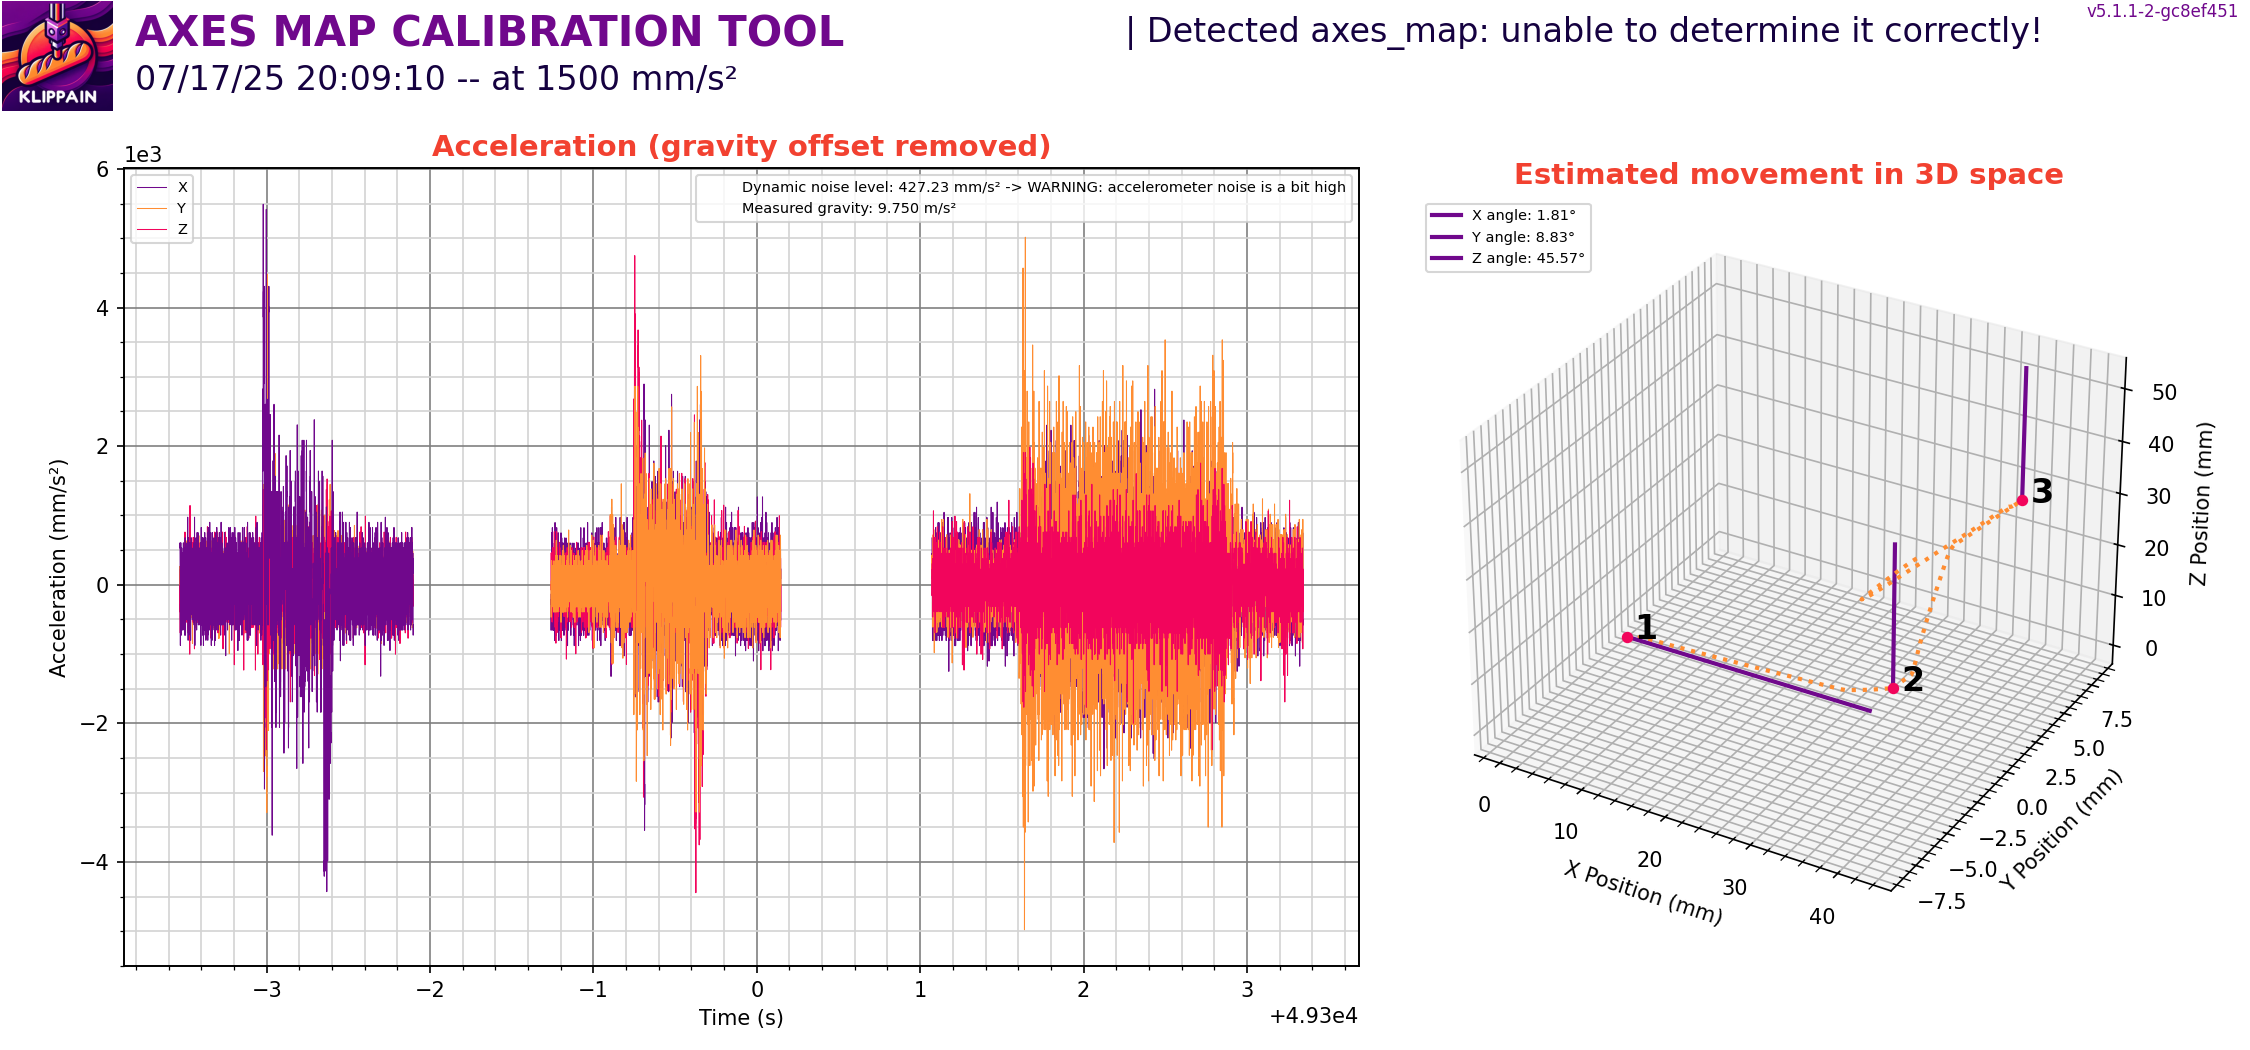 KLIPPAIN
AXES MAP CALIBRATION TOOL
07/17/25 20:09:10 -- at 1500 mm/s²
| Detected axes_map: unable to determine it correctly!
v5.1.1-2-gc8ef451
Acceleration (gravity offset removed)
1e3
X
Y
Z
Dynamic noise level: 427.23 mm/s² -> WARNING: accelerometer noise is a bit high
Measured gravity: 9.750 m/s²
6
4
2
0
−2
−4
Acceleration (mm/s²)
−3
−2
−1
0
1
2
3
Time (s)
+4.93e4
Estimated movement in 3D space
X angle: 1.81°
Y angle: 8.83°
Z angle: 45.57°
1
2
3
0
10
20
30
40
X Position (mm)
−7.5
−5.0
−2.5
0.0
2.5
5.0
7.5
Y Position (mm)
0
10
20
30
40
50
Z Position (mm)